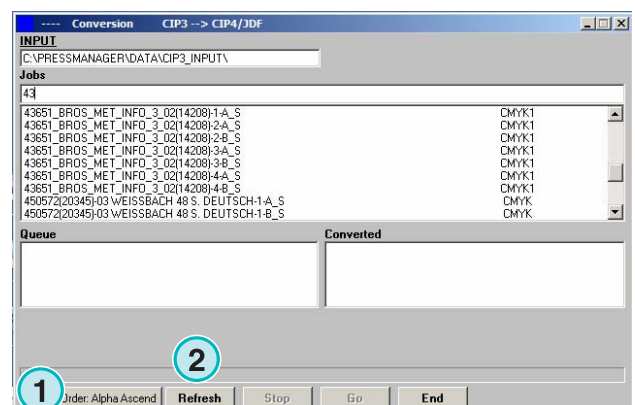 ---- Conversion CIP3 --> CIP4/JDF
INPUT
C:\PRESSMANAGER\DATA\CIP3_INPUT\
Jobs
43
43651_BROS_MET_INFO_3_02(14208)-1-A_S CMYK1
43651_BROS_MET_INFO_3_02(14208)-2-A_S CMYK1
43651_BROS_MET_INFO_3_02(14208)-2-B_S CMYK1
43651_BROS_MET_INFO_3_02(14208)-3-A_S CMYK1
43651_BROS_MET_INFO_3_02(14208)-3-B_S CMYK1
43651_BROS_MET_INFO_3_02(14208)-4-A_S CMYK1
43651_BROS_MET_INFO_3_02(14208)-4-B_S CMYK1
450572(20345)-03 WEISSBACH 48 S. DEUTSCH-1-A_S CMYK
450572(20345)-03 WEISSBACH 48 S. DEUTSCH-1-B_S CMYK
Queue Converted
2
1 Order: Alpha Ascend Refresh Stop Go End